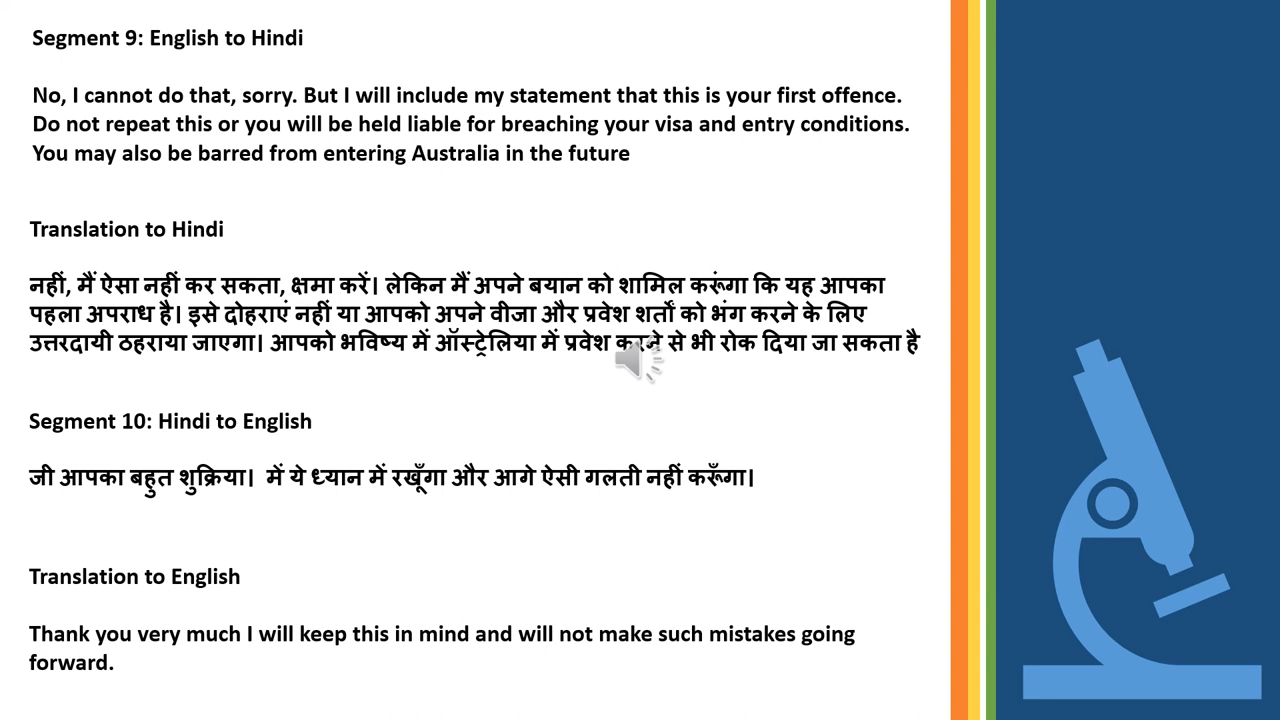 Segment 9: English to Hindi
No, I cannot do that, sorry. But I will include my statement that this is your first offence.
Do not repeat this or you will be held liable for breaching your visa and entry conditions.
You may also be barred from entering Australia in the future
Translation to Hindi
नहीं, मैं ऐसा नहीं कर सकता, क्षमा करें। लेकिन मैं अपने बयान को शामिल करूंगा कि यह आपका
पहला अपराध है। इसे दोहराएं नहीं या आपको अपने वीजा और प्रवेश शर्तों को भंग करने के लिए
उत्तरदायी ठहराया जाएगा। आपको भविष्य में ऑस्ट्रेलिया में प्रवेश करने से भी रोक दिया जा सकता है
Segment 10: Hindi to English
जी आपका बहुत शुक्रिया। में ये ध्यान में रखूँगा और आगे ऐसी गलती नहीं करूँगा।
Translation to English
Thank you very much I will keep this in mind and will not make such mistakes going
forward.